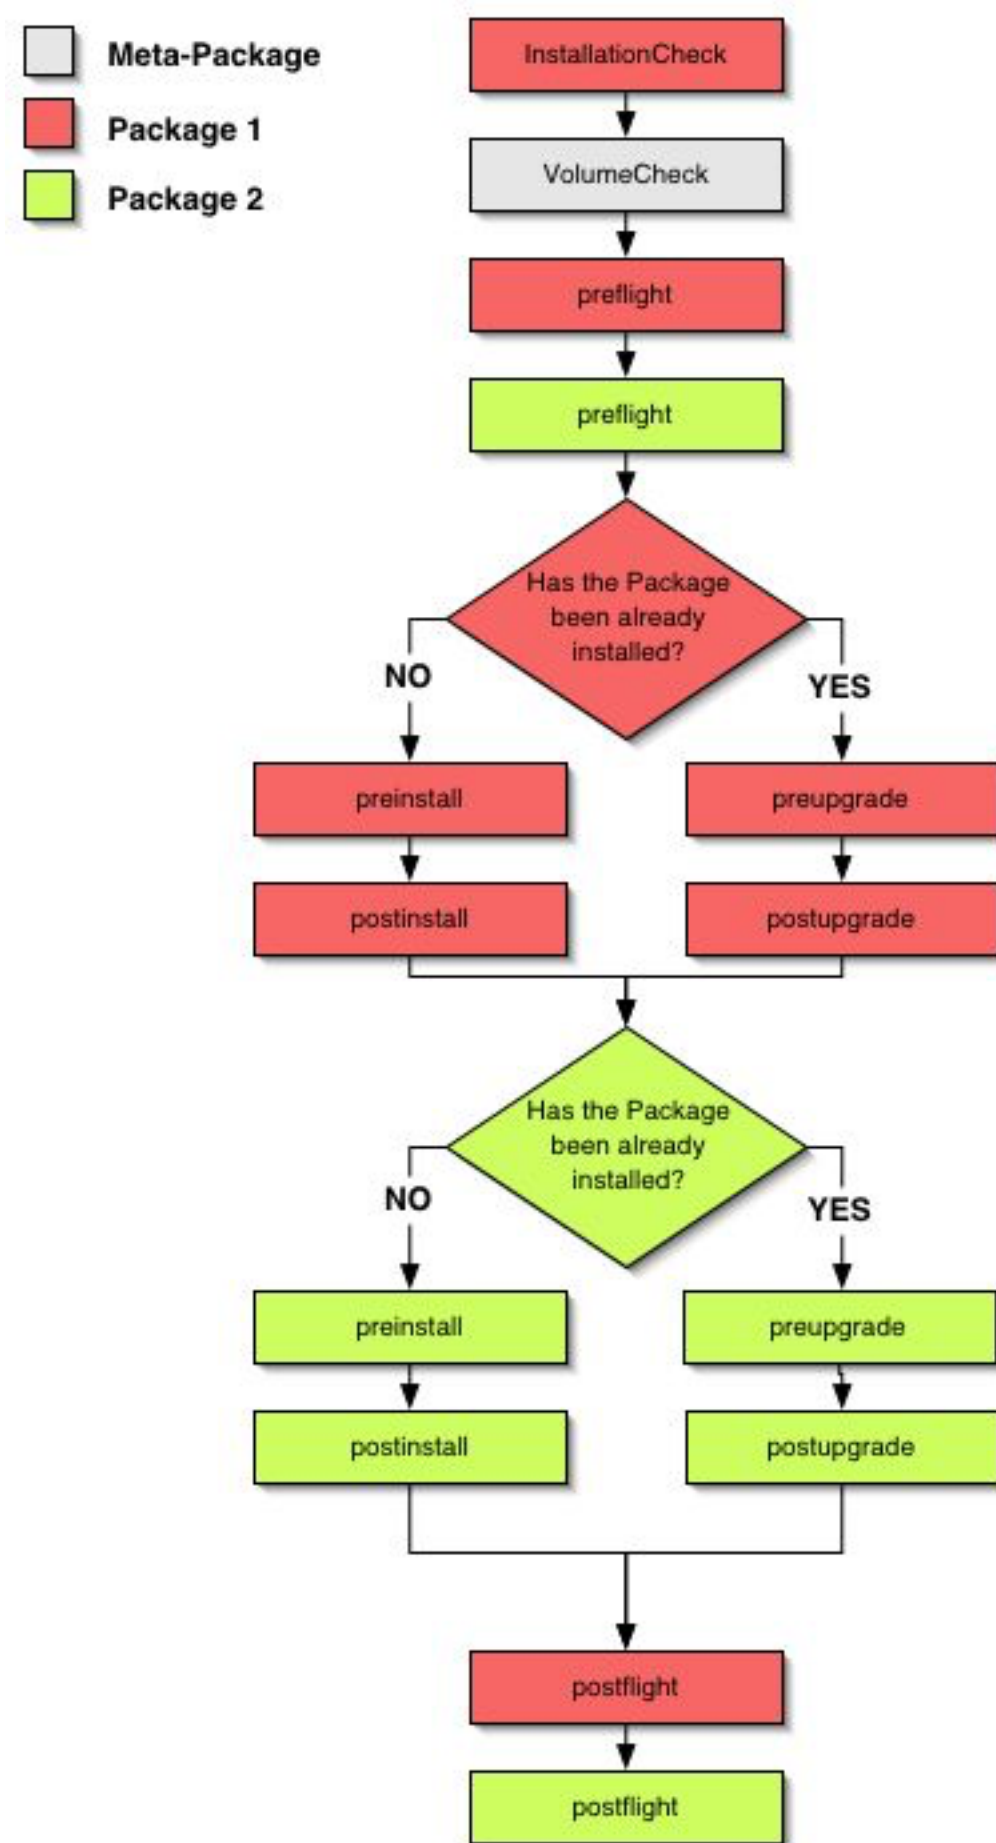 Meta-Package
Package 1
Package 2
InstallationCheck
VolumeCheck
preflight
preflight
Has the Package
been already
installed?
NO
YES
preinstall
preupgrade
postinstall
postupgrade
Has the Package
been already
installed?
NO
YES
preinstall
preupgrade
postinstall
postupgrade
postflight
postflight